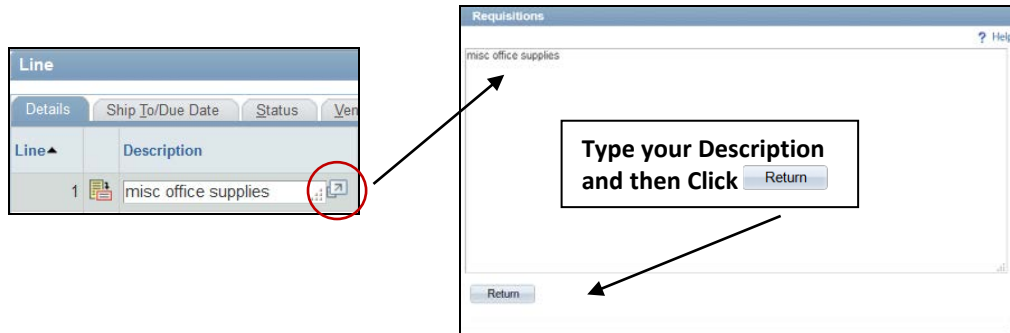 Line
Details Ship To/Due Date Status Ven
Line Description
1 misc office supplies
Requisitions
? Help
misc office supplies
Type your Description
and then Click Return
Return